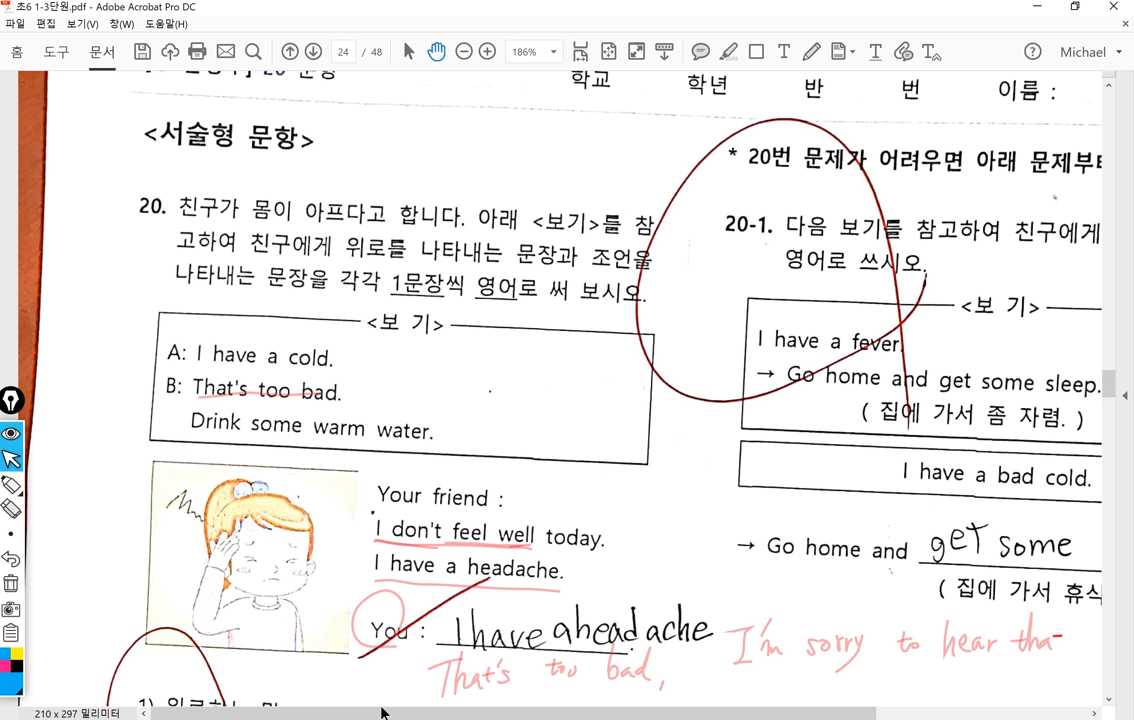 초6 1-3단원.pdf - Adobe Acrobat Pro DC
파일 편집 보기(V) 창(W) 도움말(H)
홈 도구 문서 24 / 48 186% Michael
20 문항
학교 학년 반 번 이름 :
<서술형 문항>
20. 친구가 몸이 아프다고 합니다. 아래 <보기>를 참
고하여 친구에게 위로를 나타내는 문장과 조언을
나타내는 문장을 각각 1문장씩 영어로 써 보시오.
<보 기>
A: I have a cold.
B: That's too bad.
Drink some warm water.
Your friend :
I don't feel well today.
I have a headache.
You : I have a headache
That's too bad,
* 20번 문제가 어려우면 아래 문제부터
20-1. 다음 보기를 참고하여 친구에게
영어로 쓰시오.
<보 기>
I have a fever.
→ Go home and get some sleep.
( 집에 가서 좀 자렴. )
I have a bad cold.
→ Go home and get some
( 집에 가서 휴식
I'm sorry to hear tha
210 x 297 밀리미터